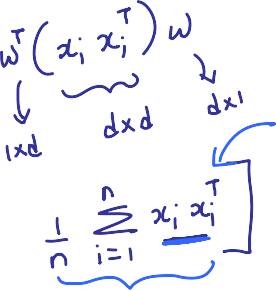 wᵀ(xᵢ xᵢᵀ) w
1×d d×d d×1
1/n ∑ᵢ₌₁ⁿ xᵢ xᵢᵀ